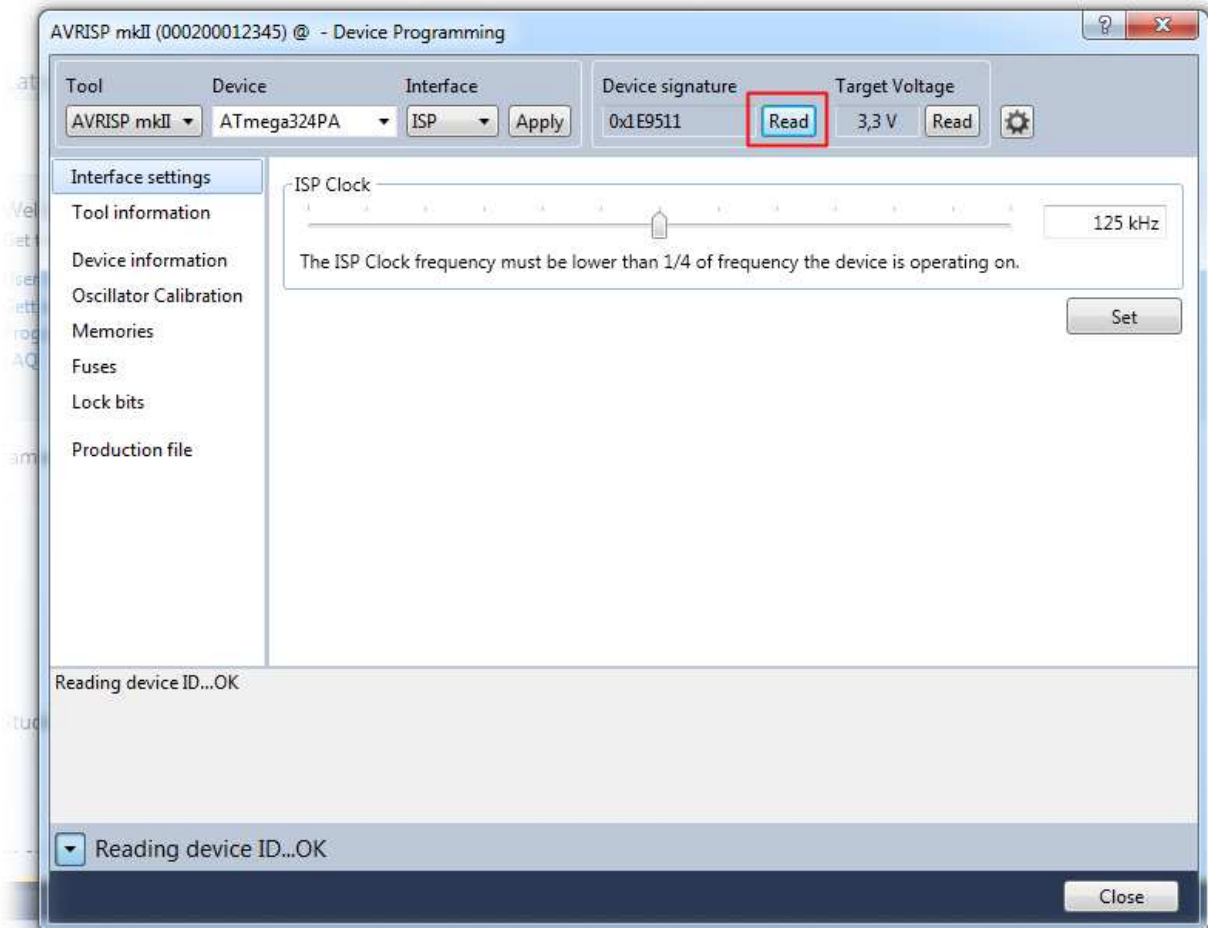 AVRISP mkII (000200012345) @ - Device Programming
Tool Device Interface Device signature Target Voltage
AVRISP mkII ATmega324PA ISP Apply 0x1E9511 Read 3,3 V Read
Interface settings
Tool information
Device information
Oscillator Calibration
Memories
Fuses
Lock bits
Production file
ISP Clock
125 kHz
The ISP Clock frequency must be lower than 1/4 of frequency the device is operating on.
Set
Reading device ID...OK
Reading device ID...OK
Close